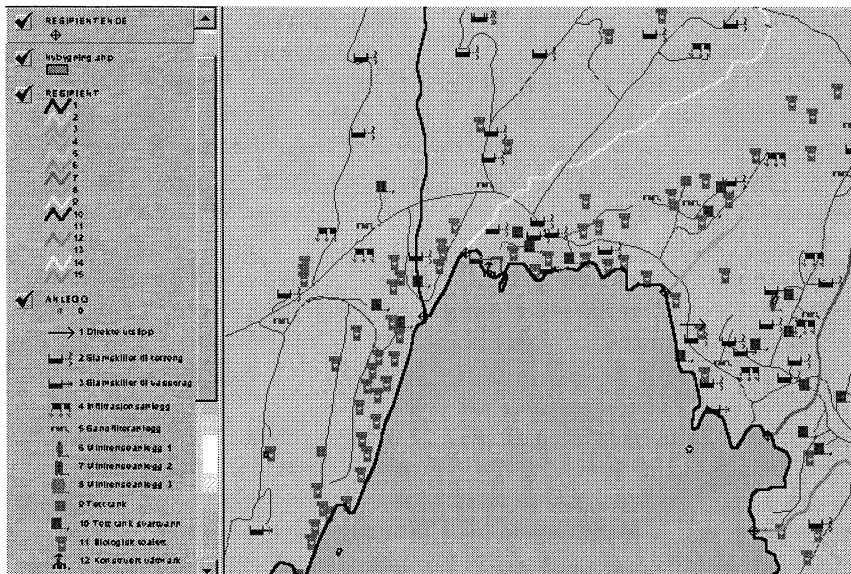 REGIPIENTENDE
Nybygning.shp
REGIPIENT
1
2
3
4
5
6
7
8
9
10
11
12
13
14
15
ANLEGG
0
1 Direkte utslipp
2 Slamskiller til terreng
3 Slamskiller til vassdrag
4 Infiltrasjonsanlegg
5 Sandfilteranlegg
6 Minirenseanlegg 1
7 Minirenseanlegg 2
8 Minirenseanlegg 3
9 Tett tank
10 Tett tank svartvann
11 Biologisk toalett
12 Konstruert våtmark